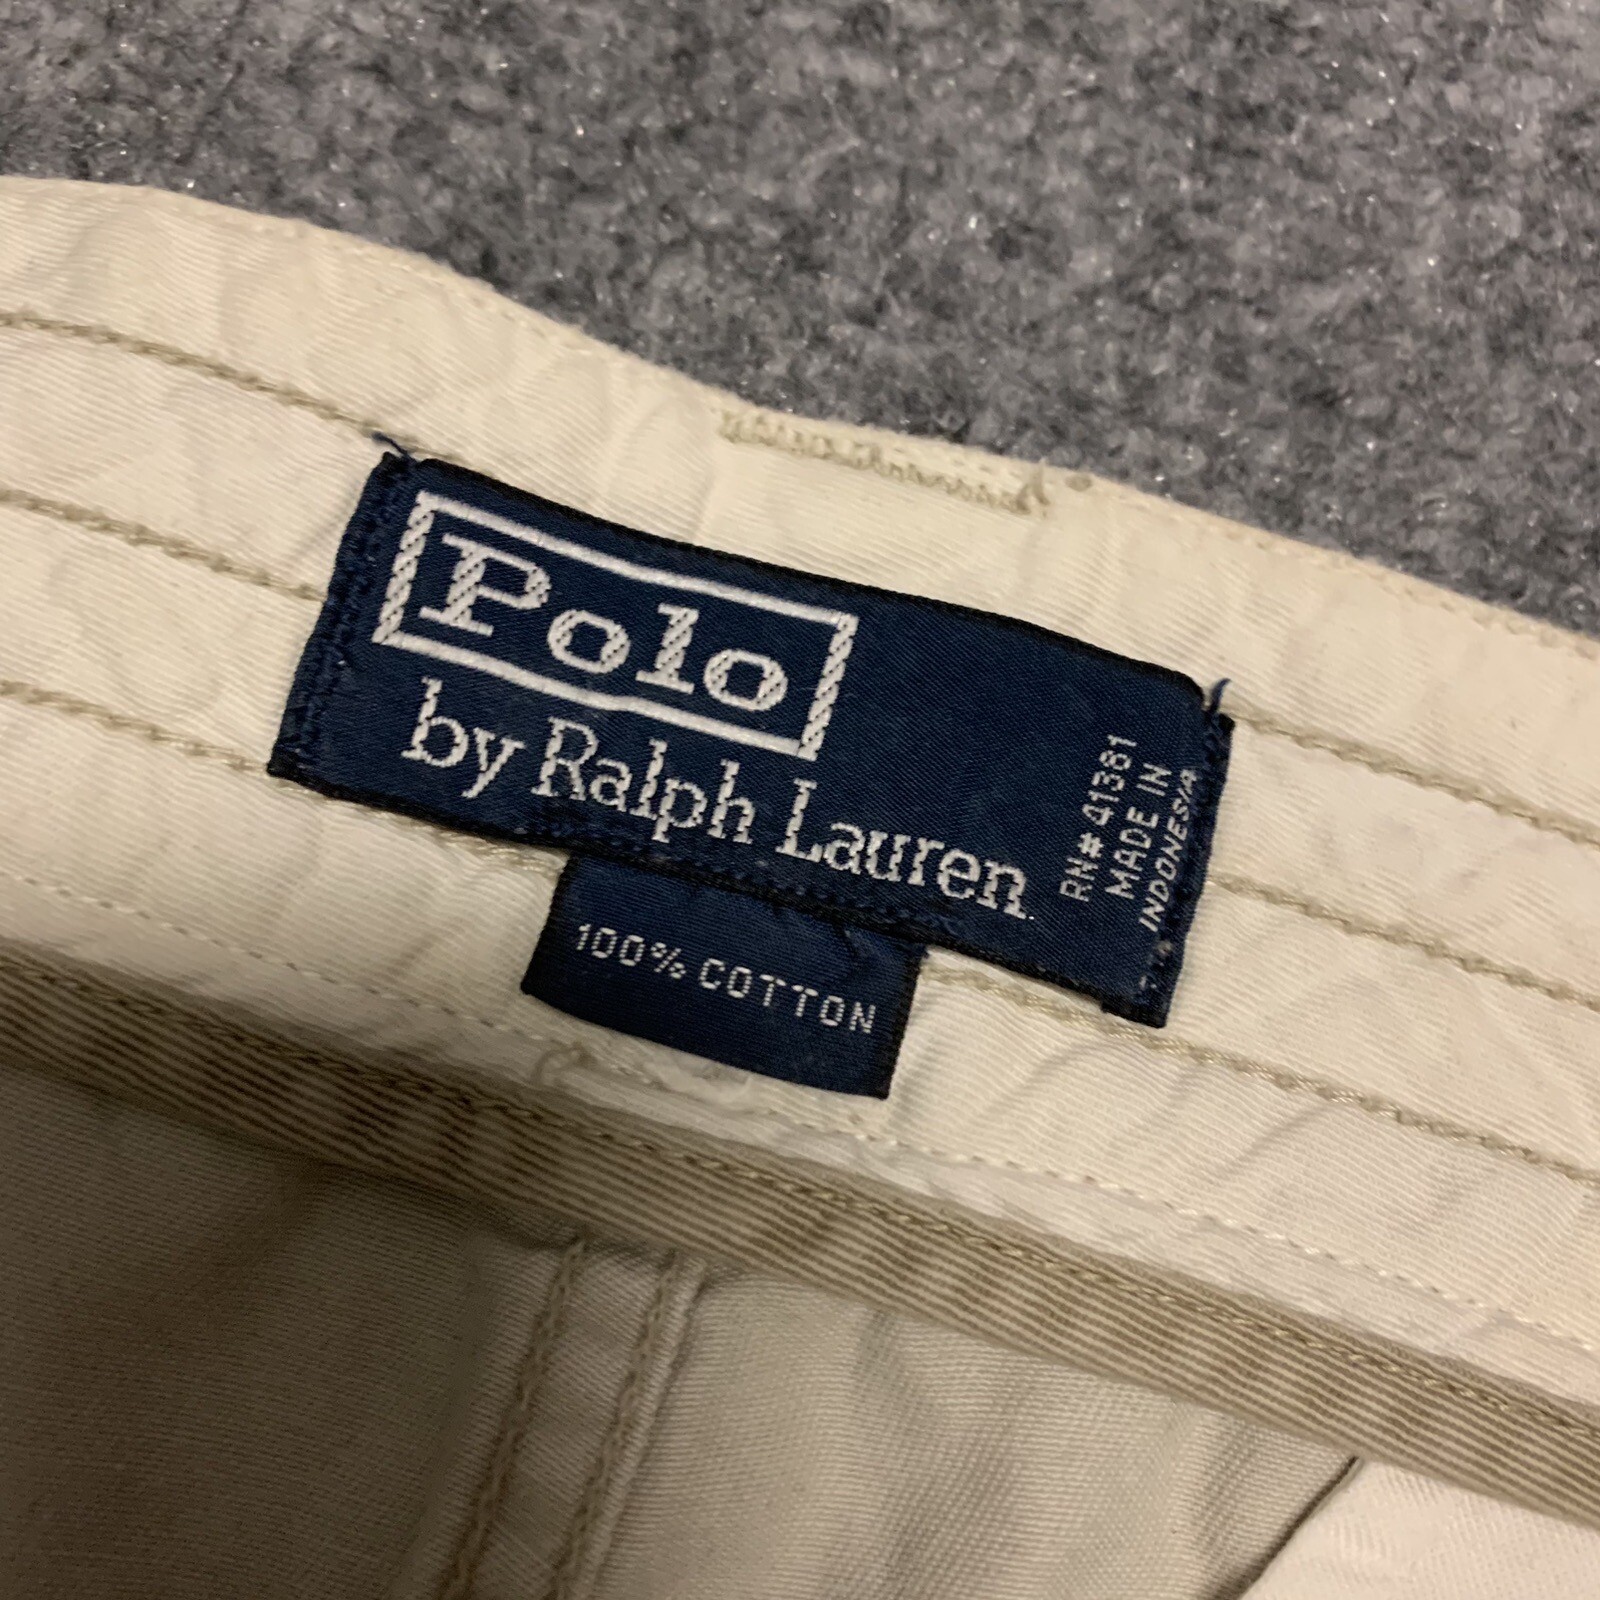 Polo
by Ralph Lauren
RN# 41381
MADE IN
INDONESIA
100% COTTON